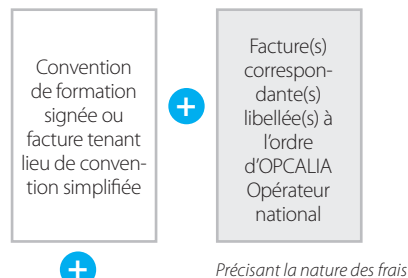 Convention
de formation
signée ou
facture tenant
lieu de conven-
tion simplifiée
+
Facture(s)
correspon-
dante(s)
libellée(s) à
l'ordre
d'OPCALIA
Opérateur
national
+
Précisant la nature des frais